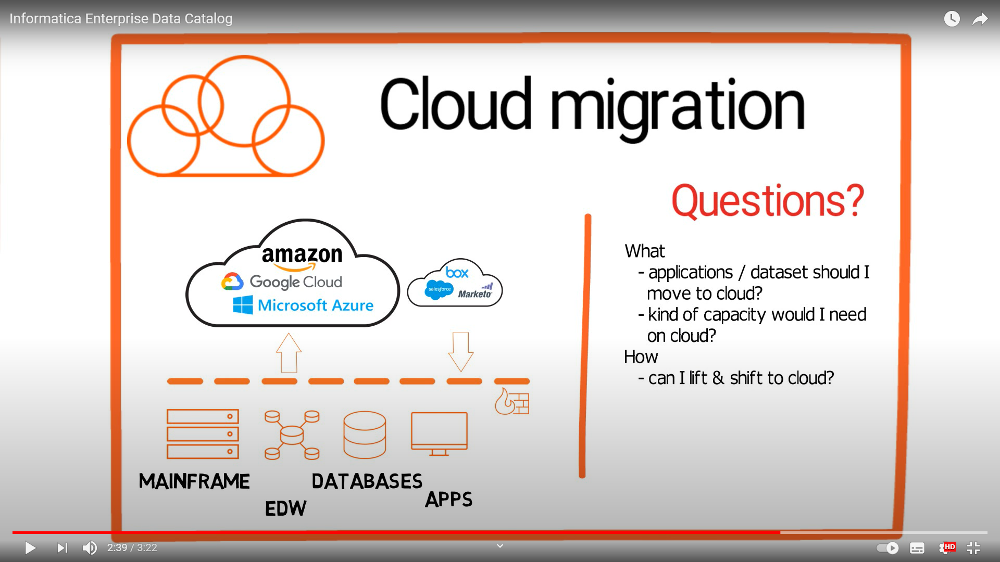 Informatica Enterprise Data Catalog
Cloud migration
Questions?
What
- applications / dataset should I
move to cloud?
- kind of capacity would I need
on cloud?
How
- can I lift & shift to cloud?
amazon
Google Cloud
Microsoft Azure
box
salesforce
Marketo
MAINFRAME
EDW
DATABASES
APPS
2:39 / 3:22
HD